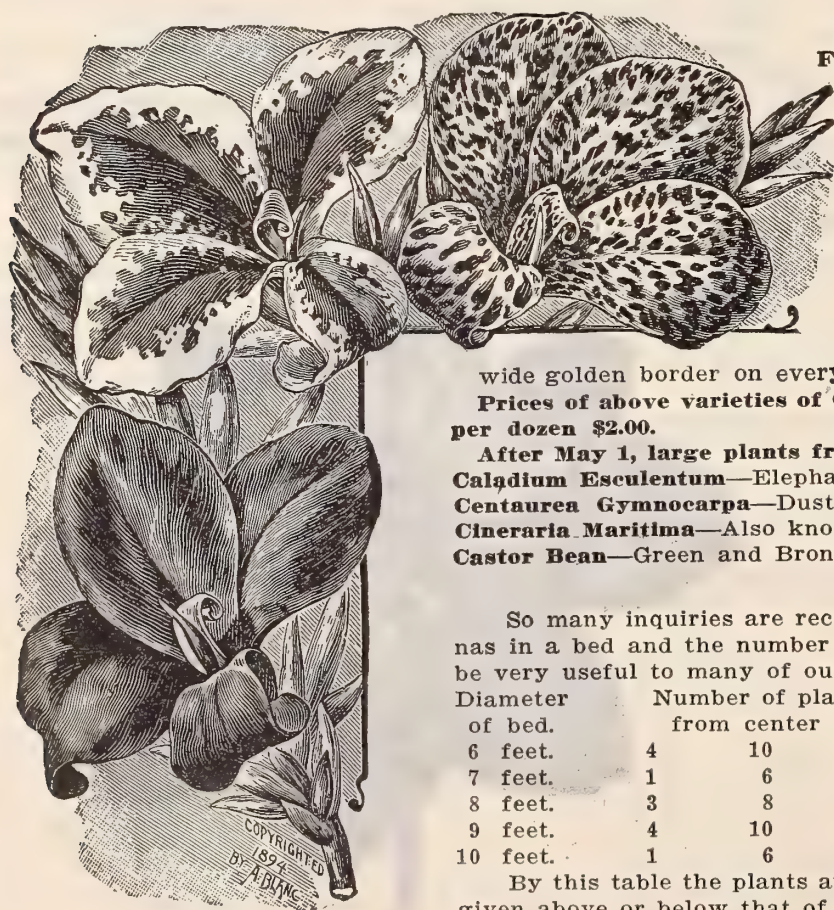 F
wide golden border on every
Prices of above varieties of
per dozen $2.00.
After May 1, large plants fr
Caladium Esculentum—Elepha
Centaurea Gymnocarpa—Dust
Cineraria Maritima—Also kno
Castor Bean—Green and Bron
So many inquiries are rec
nas in a bed and the number
be very useful to many of ou
Diameter Number of pla
of bed. from center
6 feet. 4 10
7 feet. 1 6
8 feet. 3 8
9 feet. 4 10
10 feet. 1 6
By this table the plants a
given above or below that of
COPYRIGHTED
1894
BY A. BLANC